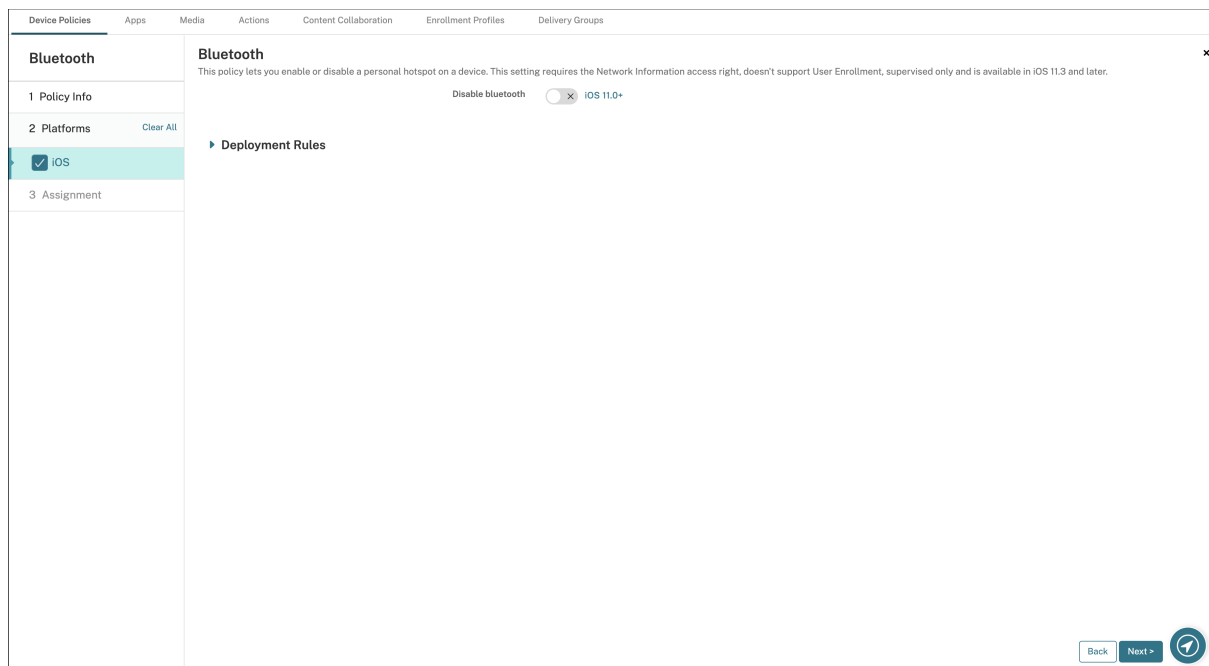 Device Policies Apps Media Actions Content Collaboration Enrollment Profiles Delivery Groups
Bluetooth
1 Policy Info
2 Platforms Clear All
iOS
3 Assignment
Bluetooth
This policy lets you enable or disable a personal hotspot on a device. This setting requires the Network Information access right, doesn't support User Enrollment, supervised only and is available in iOS 11.3 and later.
Disable bluetooth iOS 11.0+
Deployment Rules
Back Next >